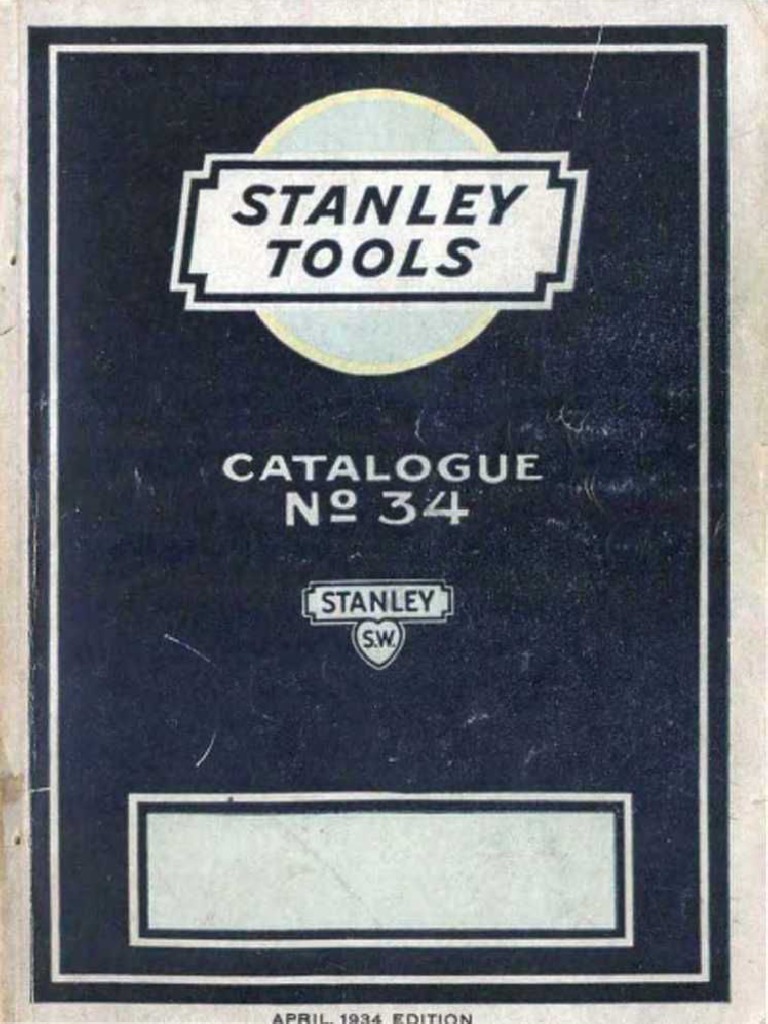 STANLEY
TOOLS
CATALOGUE
Nº 34
STANLEY
S.W.
APRIL, 1934 EDITION